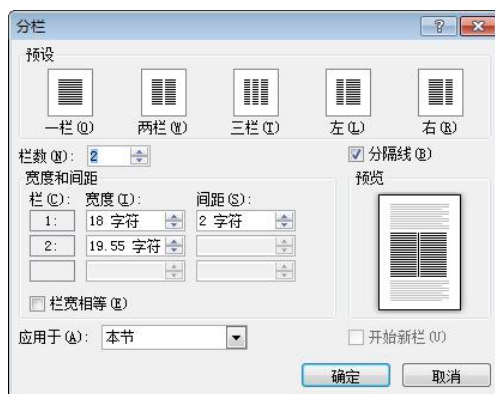 分栏
预设
一栏(O) 两栏(W) 三栏(T) 左(L) 右(R)
栏数(N): 2 分隔线(B)
宽度和间距 预览
栏(C): 宽度(I): 间距(S):
1: 18 字符 2 字符
2: 19.55 字符
栏宽相等(E)
应用于(A): 本节 开始新栏(U)
确定 取消